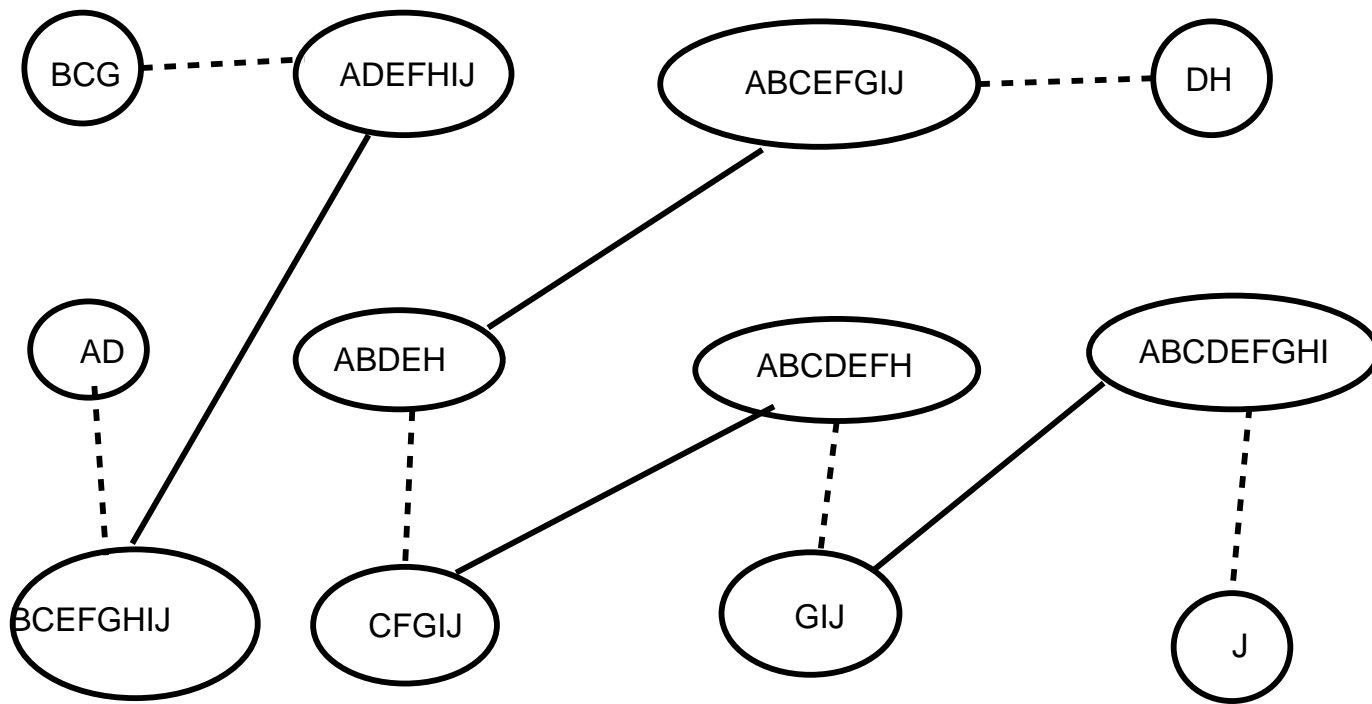 BCG
ADEFHIJ
ABCEFGIJ
DH
AD
ABDEH
ABCDEFH
ABCDEFGHI
BCEFGHIJ
CFGIJ
GIJ
J